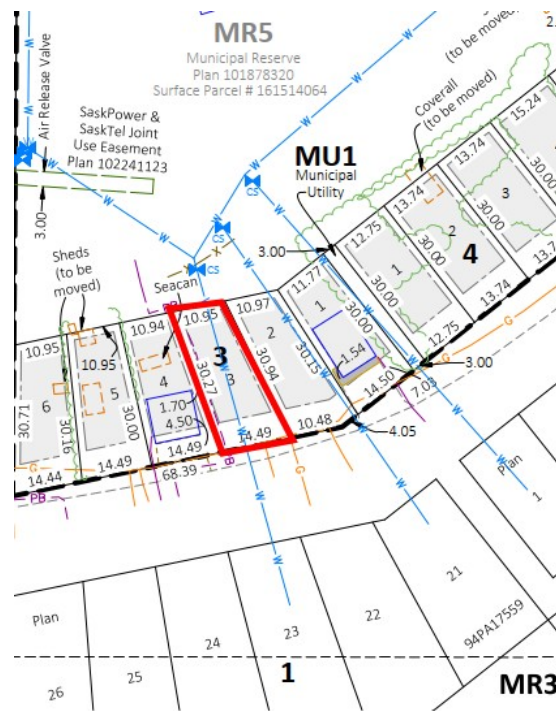 MR5
Municipal Reserve
Plan 101878320
Surface Parcel # 161514064
(to be moved)
Air Release Valve
SaskPower &
SaskTel Joint
Use Easement
Plan 102241123
3.00
Coverall
(to be moved)
MU1
Municipal
Utility
3.00
CS
CS
CS
Sheds
(to be
moved)
Seacan
15.24
13.74
13.74
12.75
11.77
10.97
10.95
10.94
10.95
10.95
30.00
30.00
30.00
30.00
30.15
30.94
30.27
30.00
30.16
30.71
3
2
1
4
1
2
3
3
4
5
6
1.54
1.70
4.50
13.74
12.75
3.00
7.03
14.50
4.05
10.48
14.49
14.49
14.49
14.44
68.39
PB
W
G
Plan
1
Plan
94PA17559
21
22
23
24
25
26
1
MR3